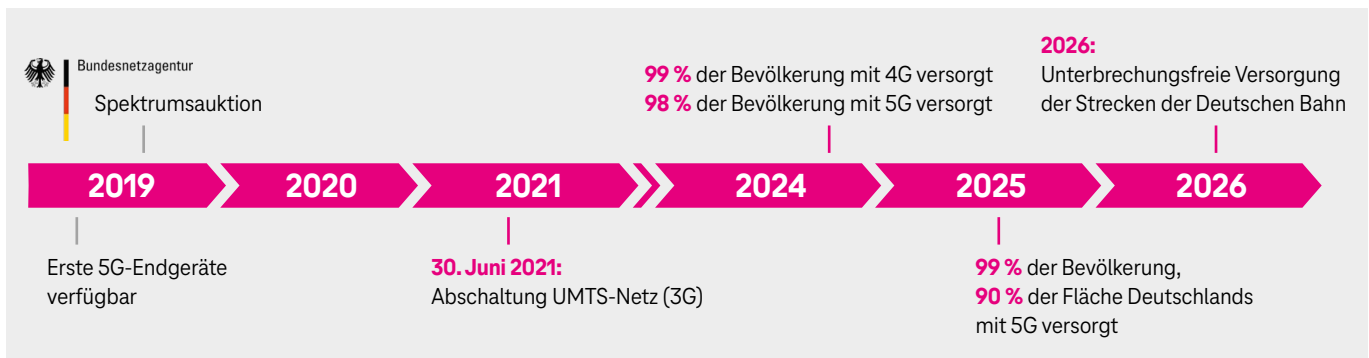 Bundesnetzagentur
Spektrumsauktion
99 % der Bevölkerung mit 4G versorgt
98 % der Bevölkerung mit 5G versorgt
2026:
Unterbrechungsfreie Versorgung
der Strecken der Deutschen Bahn
2019
2020
2021
2024
2025
2026
Erste 5G-Endgeräte
verfügbar
30. Juni 2021:
Abschaltung UMTS-Netz (3G)
99 % der Bevölkerung,
90 % der Fläche Deutschlands
mit 5G versorgt